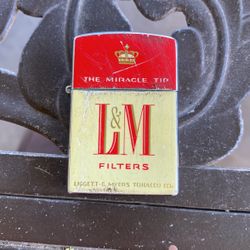 THE MIRACLE TIP
L&M
FILTERS
LIGGETT & MYERS TOBACCO CO.